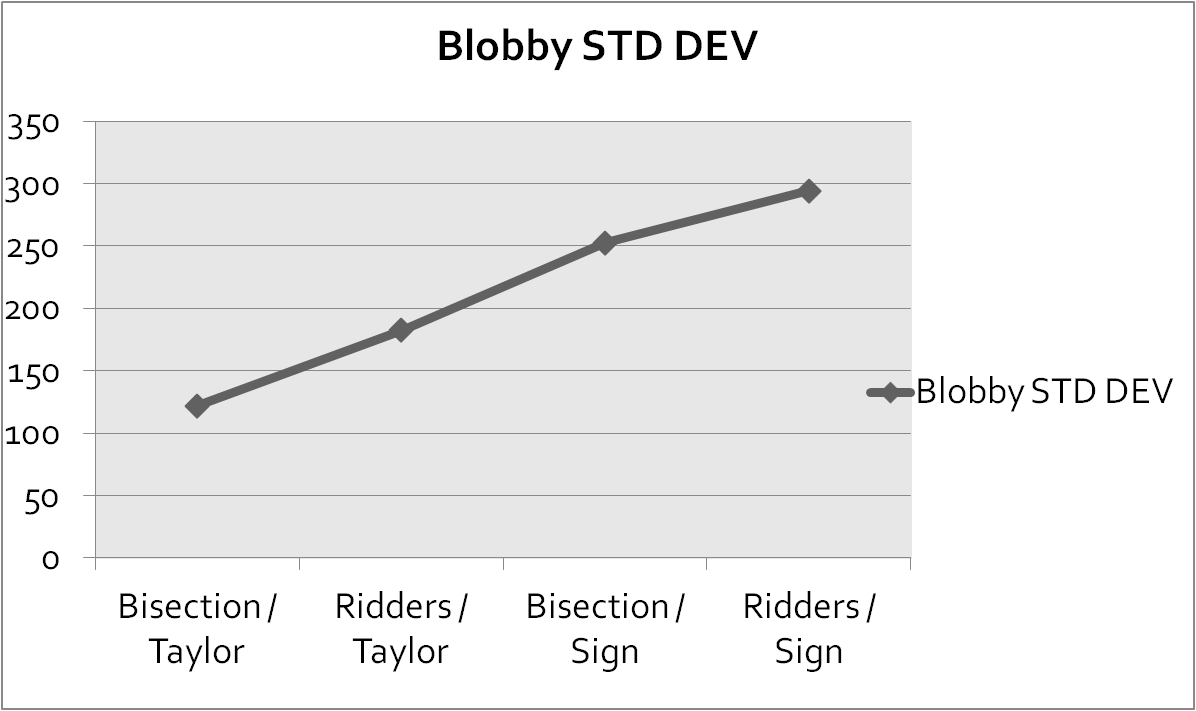 Blobby STD DEV
350
300
250
200
150
100
50
0
Bisection /
Taylor
Ridders /
Taylor
Bisection /
Sign
Ridders /
Sign
Blobby STD DEV